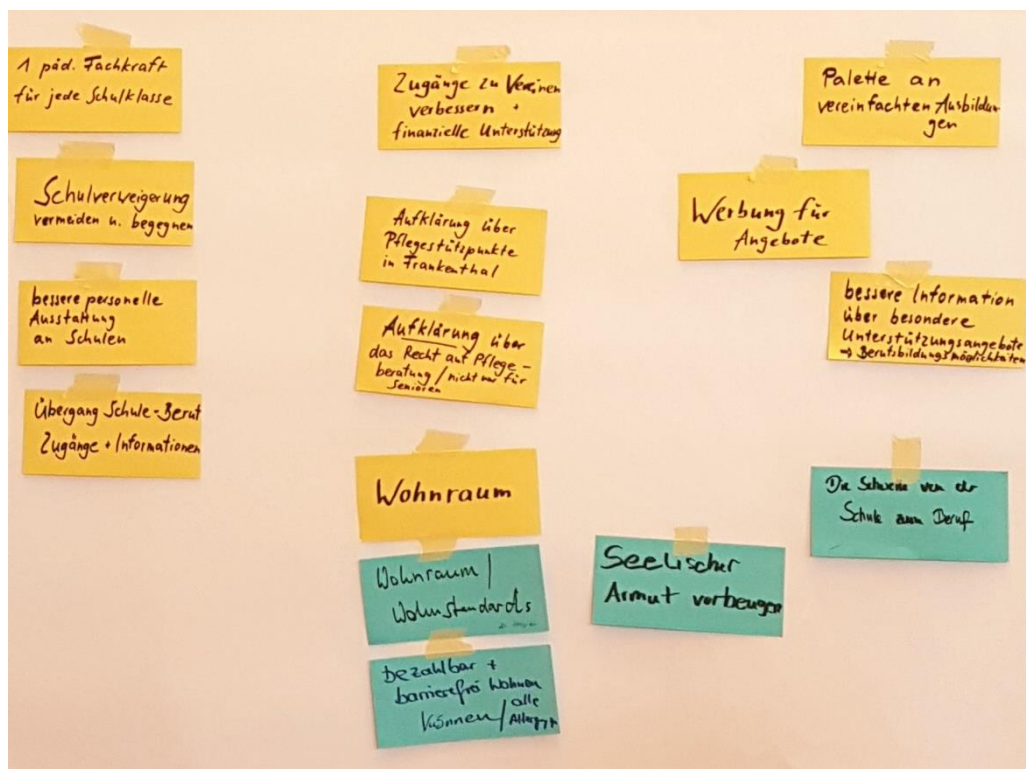 1 päd. Fachkraft
für jede Schulklasse
Schulverweigerung
vermeiden u. begegnen
bessere personelle
Ausstattung
an Schulen
Übergang Schule-Beruf
Zugänge + Informationen
Zugänge zu Vereinen
verbessern +
finanzielle Unterstützung
Aufklärung über
Pflegestützpunkte
in Frankenthal
Aufklärung über
das Recht auf Pflege-
beratung / nicht nur für
Senioren
Wohnraum
Wohnraum /
Wohnstandards
bezahlbar +
barrierefrei Wohnen
können / alle
Palette an
vereinfachten Ausbildun
gen
Werbung für
Angebote
bessere Information
über besondere
Unterstützungsangebote
→ Berufsbildungsmöglichkeiten
Seelischer
Armut vorbeugen
Die von der
Schule zum Beruf